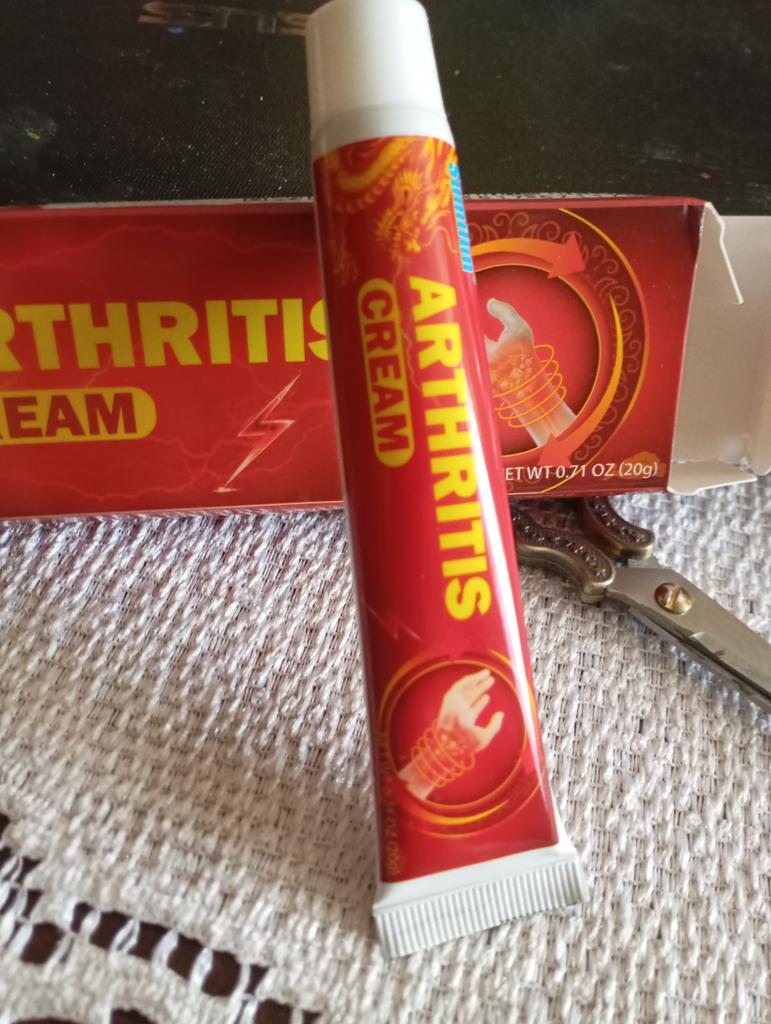 ARTHRITIS
CREAM
RTHRITIS
EAM
ET WT 0.71 OZ (20g)